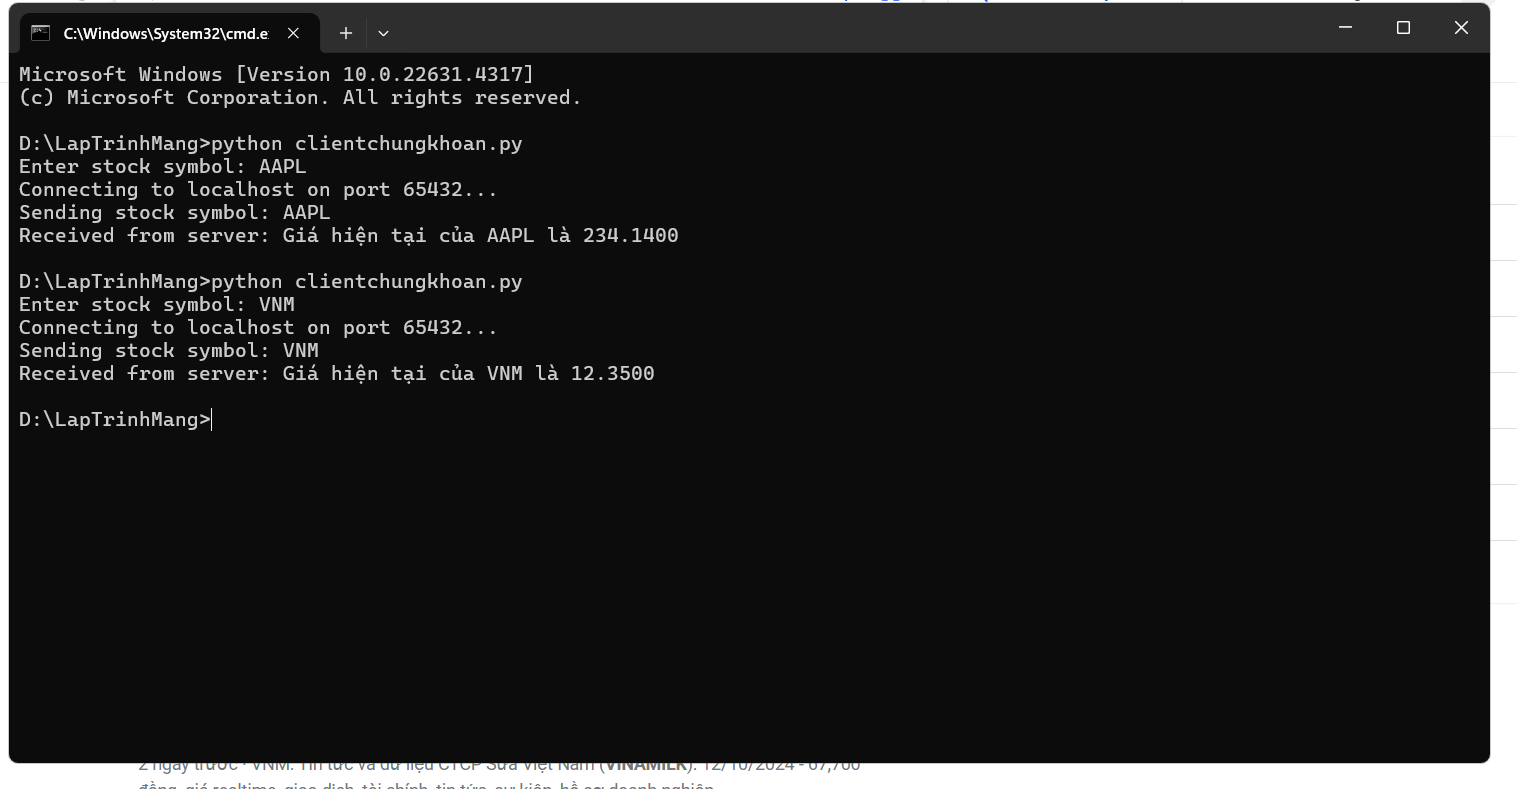 C:\Windows\System32\cmd.e
Microsoft Windows [Version 10.0.22631.4317]
(c) Microsoft Corporation. All rights reserved.
D:\LapTrinhMang>python clientchungkhoan.py
Enter stock symbol: AAPL
Connecting to localhost on port 65432...
Sending stock symbol: AAPL
Received from server: Giá hiện tại của AAPL là 234.1400
D:\LapTrinhMang>python clientchungkhoan.py
Enter stock symbol: VNM
Connecting to localhost on port 65432...
Sending stock symbol: VNM
Received from server: Giá hiện tại của VNM là 12.3500
D:\LapTrinhMang>
2 ngày trước · VNM: Tin tức và dữ liệu CTCP Sữa Việt Nam (VINAMILK). 12/10/2024 -
đồng, giá realtime, giao dịch, tài chính, tin tức, sự kiện, hồ sơ doanh nghiệp